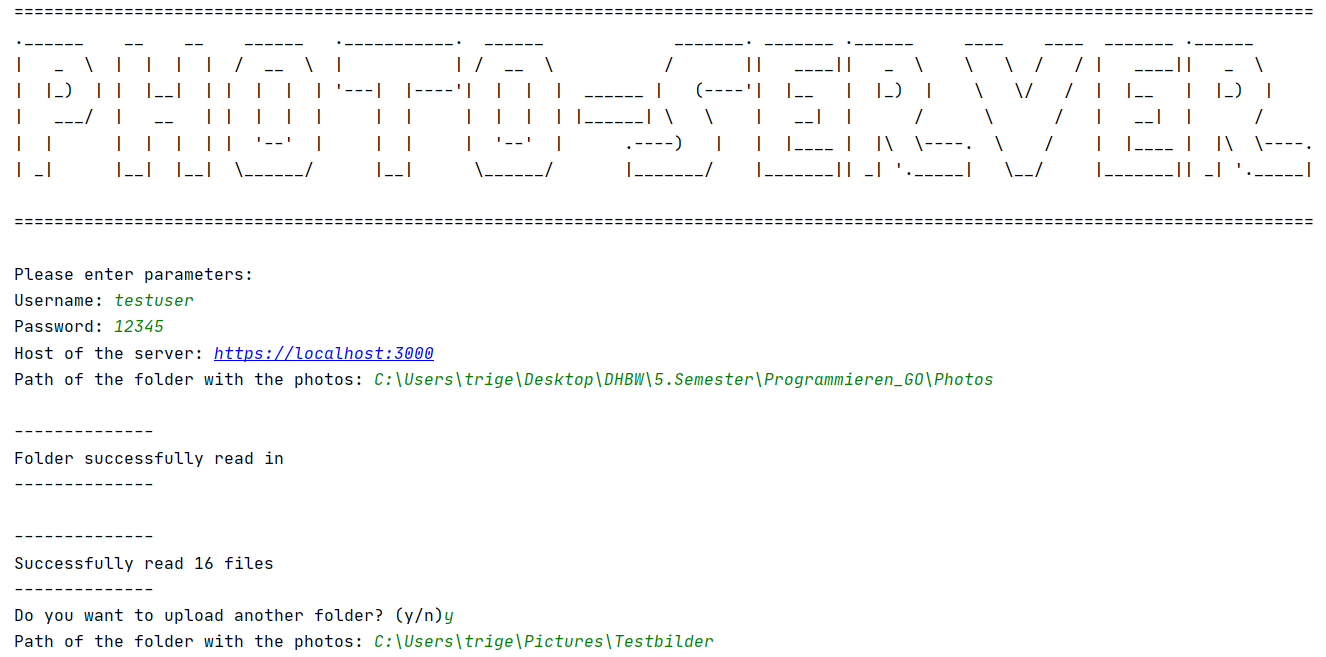 PHOTO-SERVER
Please enter parameters:
Username: testuser
Password: 12345
Host of the server: https://localhost:3000
Path of the folder with the photos: C:\Users\trige\Desktop\DHBW\5.Semester\Programmieren_GO\Photos
--------------
Folder successfully read in
--------------
--------------
Successfully read 16 files
--------------
Do you want to upload another folder? (y/n)y
Path of the folder with the photos: C:\Users\trige\Pictures\Testbilder